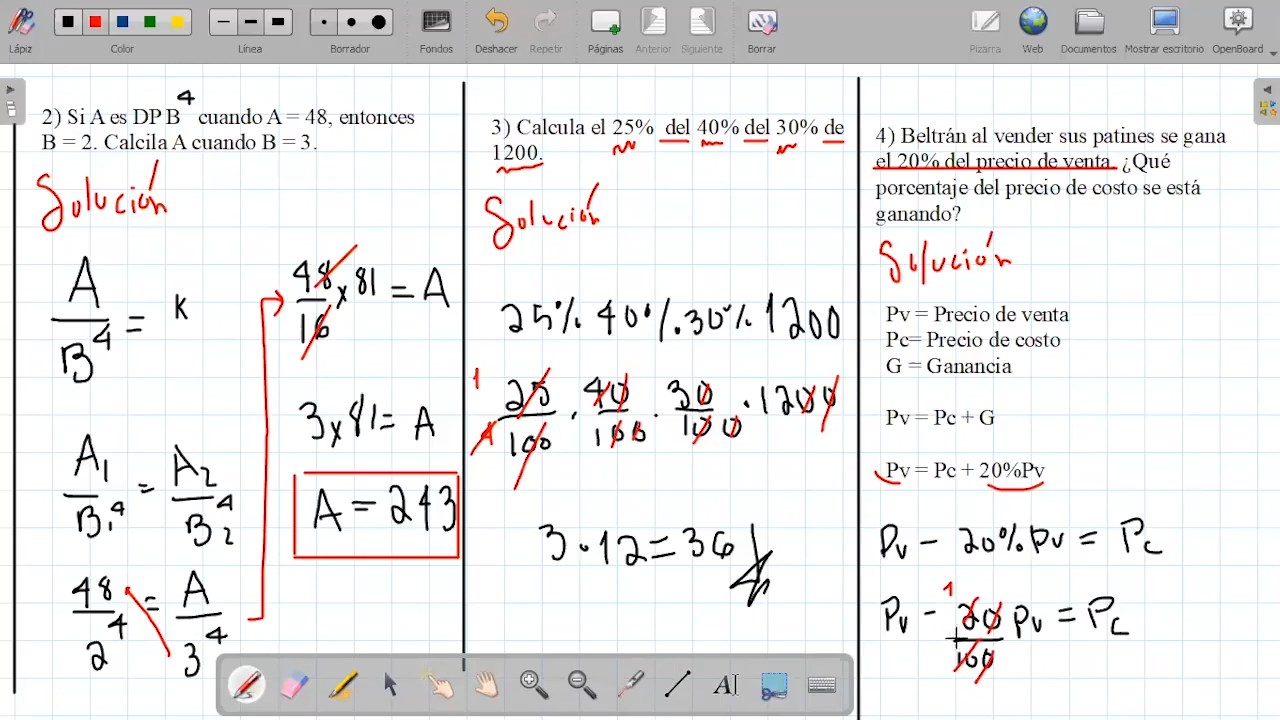 Lápiz
Color
Línea
Borrador
Fondos
Deshacer
Repetir
Páginas
Anterior
Siguiente
Borrar
Pizarra
Web
Documentos
Mostrar escritorio
OpenBoard
2) Si A es DP B⁴ cuando A = 48, entonces
B = 2. Calcila A cuando B = 3.
Solución
A/B⁴ = K
A₁/B₁⁴ = A₂/B₂⁴
48/2⁴ = A/3⁴
48/16 x 81 = A
3 x 81 = A
A = 243
3) Calcula el 25% del 40% del 30% de
1200.
Solución
25% 40%.30% 1200
1
25/100 . 40/100 . 30/100 . 1200
3 . 12 = 36
4) Beltrán al vender sus patines se gana
el 20% del precio de venta. ¿Qué
porcentaje del precio de costo se está
ganando?
Solución
Pv = Precio de venta
Pc= Precio de costo
G = Ganancia
Pv = Pc + G
Pv = Pc + 20%Pv
Pv - 20%Pv = Pc
1
Pv - 20/100 Pv = Pc